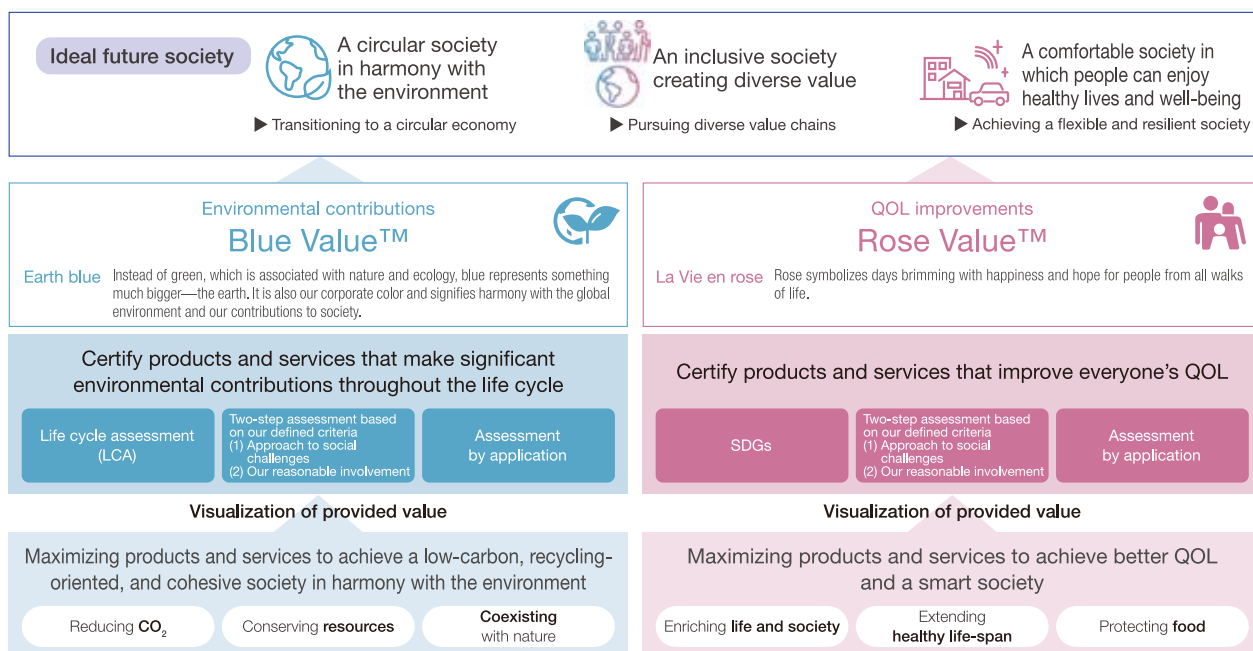 Ideal future society
A circular society
in harmony with
the environment
▶ Transitioning to a circular economy
An inclusive society
creating diverse value
▶ Pursuing diverse value chains
A comfortable society in
which people can enjoy
healthy lives and well-being
▶ Achieving a flexible and resilient society
Environmental contributions
Blue Value™
Earth blue
Instead of green, which is associated with nature and ecology, blue represents something
much bigger—the earth. It is also our corporate color and signifies harmony with the global
environment and our contributions to society.
Certify products and services that make significant
environmental contributions throughout the life cycle
Life cycle assessment
(LCA)
Two-step assessment based
on our defined criteria
(1) Approach to social
challenges
(2) Our reasonable involvement
Assessment
by application
Visualization of provided value
Maximizing products and services to achieve a low-carbon, recycling-
oriented, and cohesive society in harmony with the environment
Reducing CO₂
Conserving resources
Coexisting
with nature
QOL improvements
Rose Value™
La Vie en rose
Rose symbolizes days brimming with happiness and hope for people from all walks
of life.
Certify products and services that improve everyone's QOL
SDGs
Two-step assessment based
on our defined criteria
(1) Approach to social
challenges
(2) Our reasonable involvement
Assessment
by application
Visualization of provided value
Maximizing products and services to achieve better QOL
and a smart society
Enriching life and society
Extending
healthy life-span
Protecting food